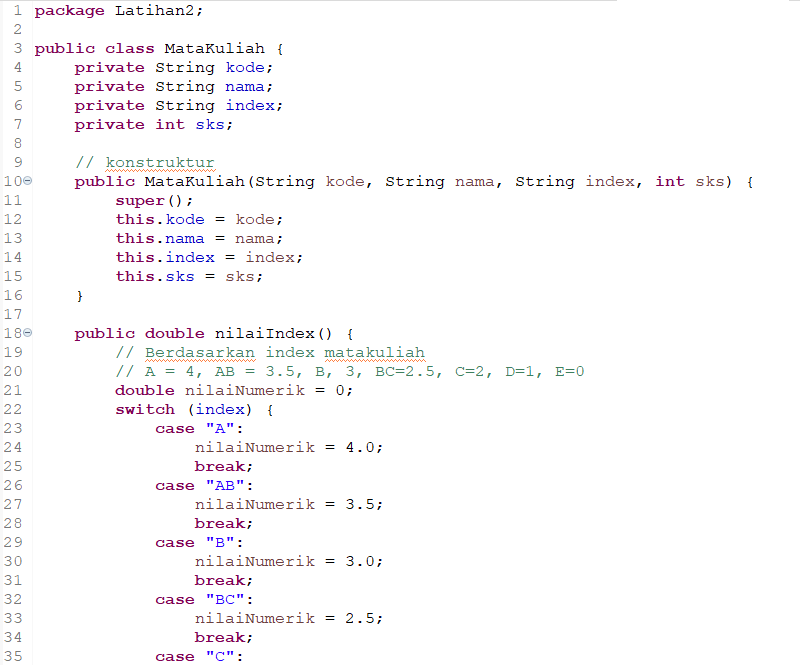 1 package Latihan2;
2
3 public class MataKuliah {
4     private String kode;
5     private String nama;
6     private String index;
7     private int sks;
8
9     // konstruktur
10     public MataKuliah(String kode, String nama, String index, int sks) {
11         super();
12         this.kode = kode;
13         this.nama = nama;
14         this.index = index;
15         this.sks = sks;
16     }
17
18     public double nilaiIndex() {
19         // Berdasarkan index matakuliah
20         // A = 4, AB = 3.5, B, 3, BC=2.5, C=2, D=1, E=0
21         double nilaiNumerik = 0;
22         switch (index) {
23             case "A":
24                 nilaiNumerik = 4.0;
25                 break;
26             case "AB":
27                 nilaiNumerik = 3.5;
28                 break;
29             case "B":
30                 nilaiNumerik = 3.0;
31                 break;
32             case "BC":
33                 nilaiNumerik = 2.5;
34                 break;
35             case "C":